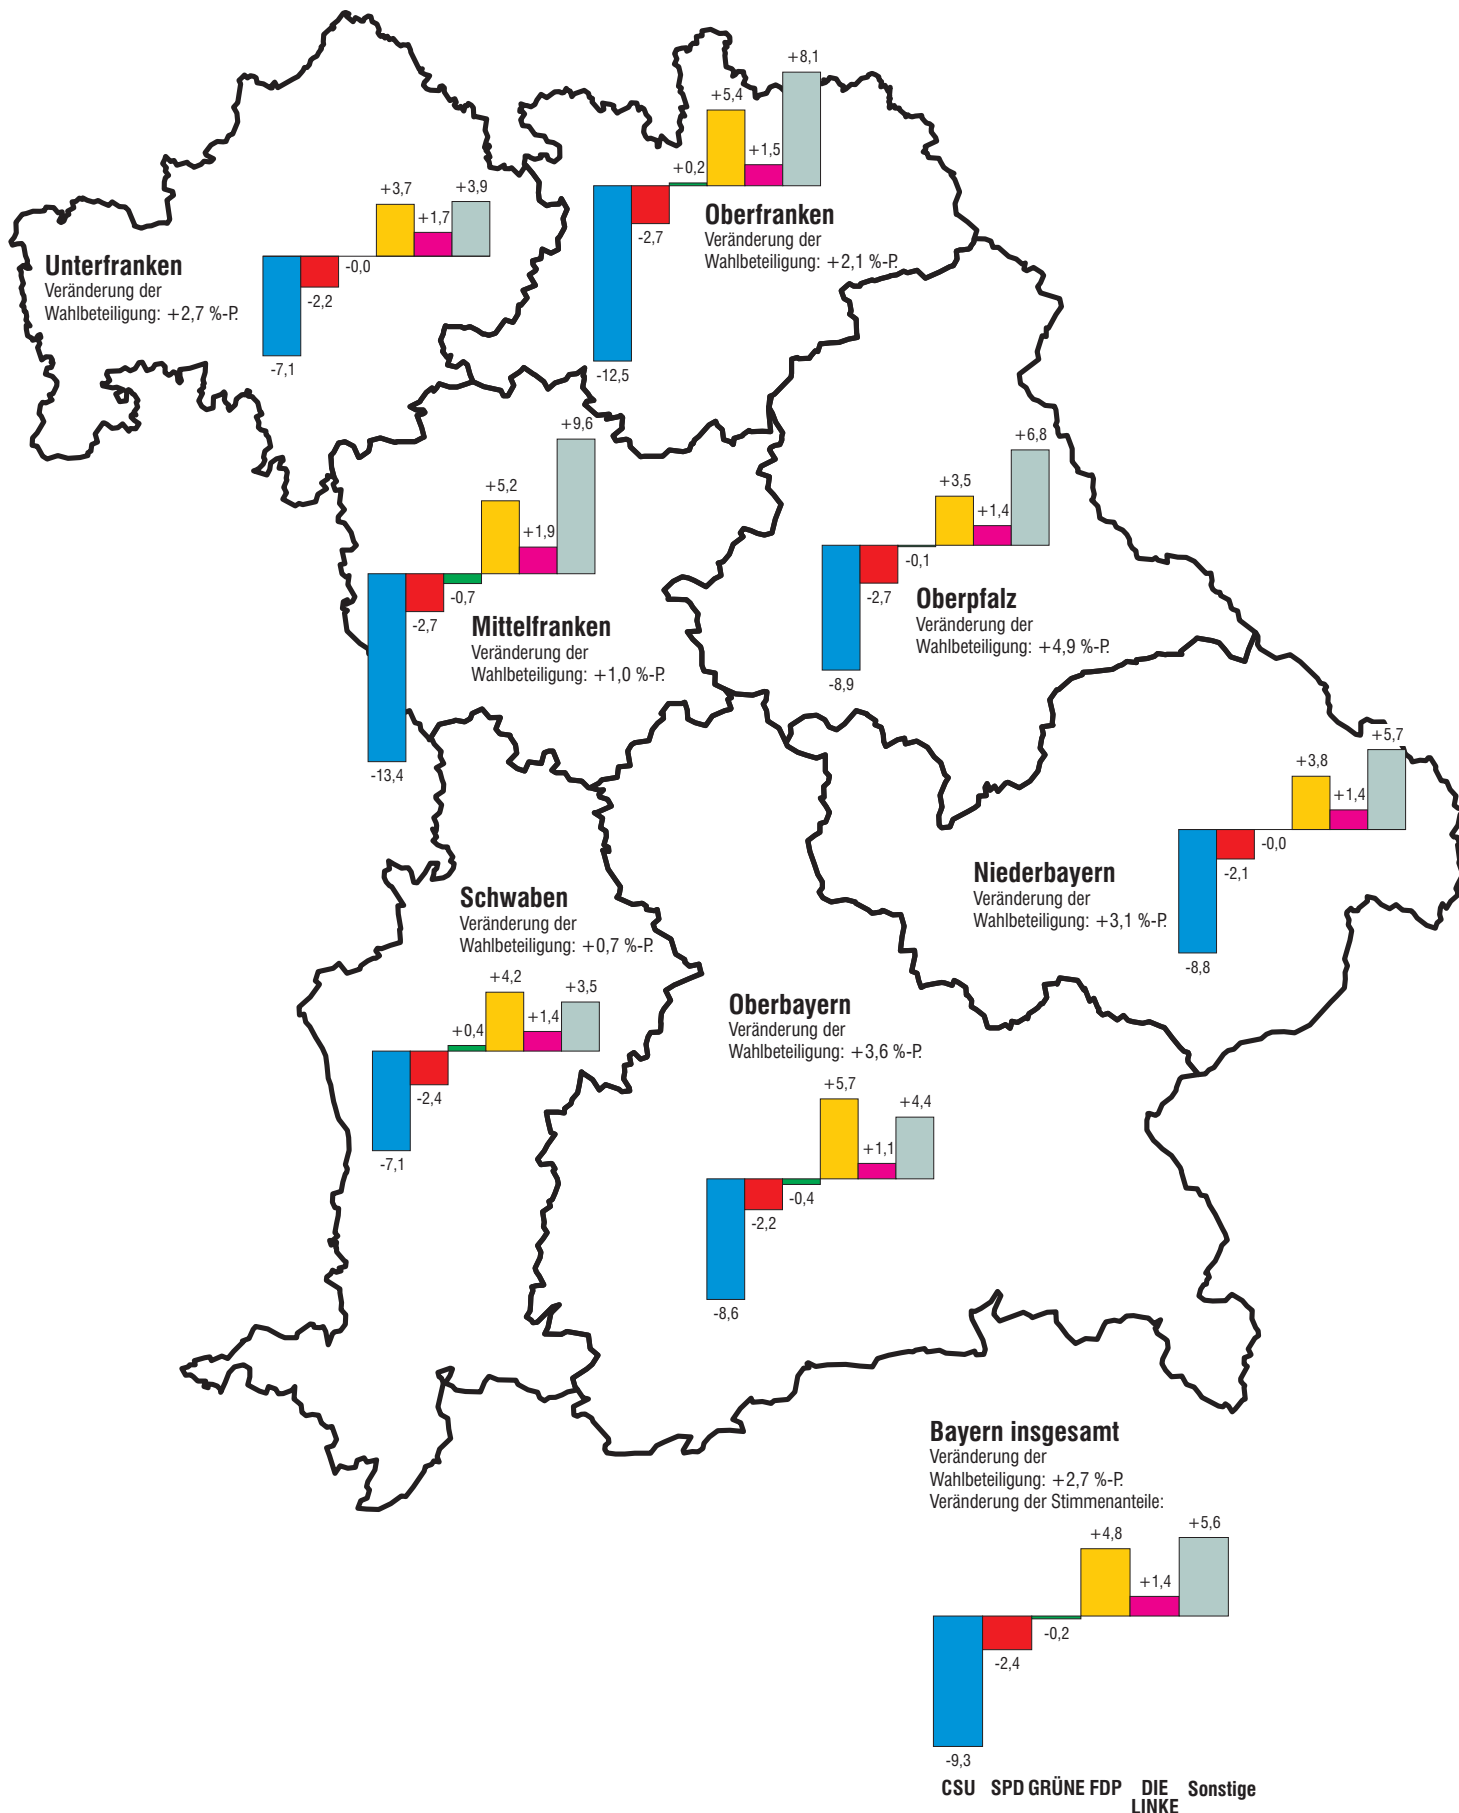 +8,1
+5,4
+1,5
+0,2
-2,7
-12,5
Oberfranken
Veränderung der
Wahlbeteiligung: +2,1 %-P.
+3,7
+1,7
+3,9
-0,0
-2,2
-7,1
Unterfranken
Veränderung der
Wahlbeteiligung: +2,7 %-P.
+9,6
+5,2
+1,9
-0,7
-2,7
-13,4
Mittelfranken
Veränderung der
Wahlbeteiligung: +1,0 %-P.
+6,8
+3,5
+1,4
-0,1
-2,7
-8,9
Oberpfalz
Veränderung der
Wahlbeteiligung: +4,9 %-P.
+5,7
+3,8
+1,4
-0,0
-2,1
-8,8
Niederbayern
Veränderung der
Wahlbeteiligung: +3,1 %-P.
Schwaben
Veränderung der
Wahlbeteiligung: +0,7 %-P.
+4,2
+3,5
+0,4
+1,4
-2,4
-7,1
Oberbayern
Veränderung der
Wahlbeteiligung: +3,6 %-P.
+5,7
+4,4
+1,1
-0,4
-2,2
-8,6
Bayern insgesamt
Veränderung der
Wahlbeteiligung: +2,7 %-P.
Veränderung der Stimmenanteile:
+5,6
+4,8
+1,4
-0,2
-2,4
-9,3
CSU SPD GRÜNE FDP DIE Sonstige
LINKE